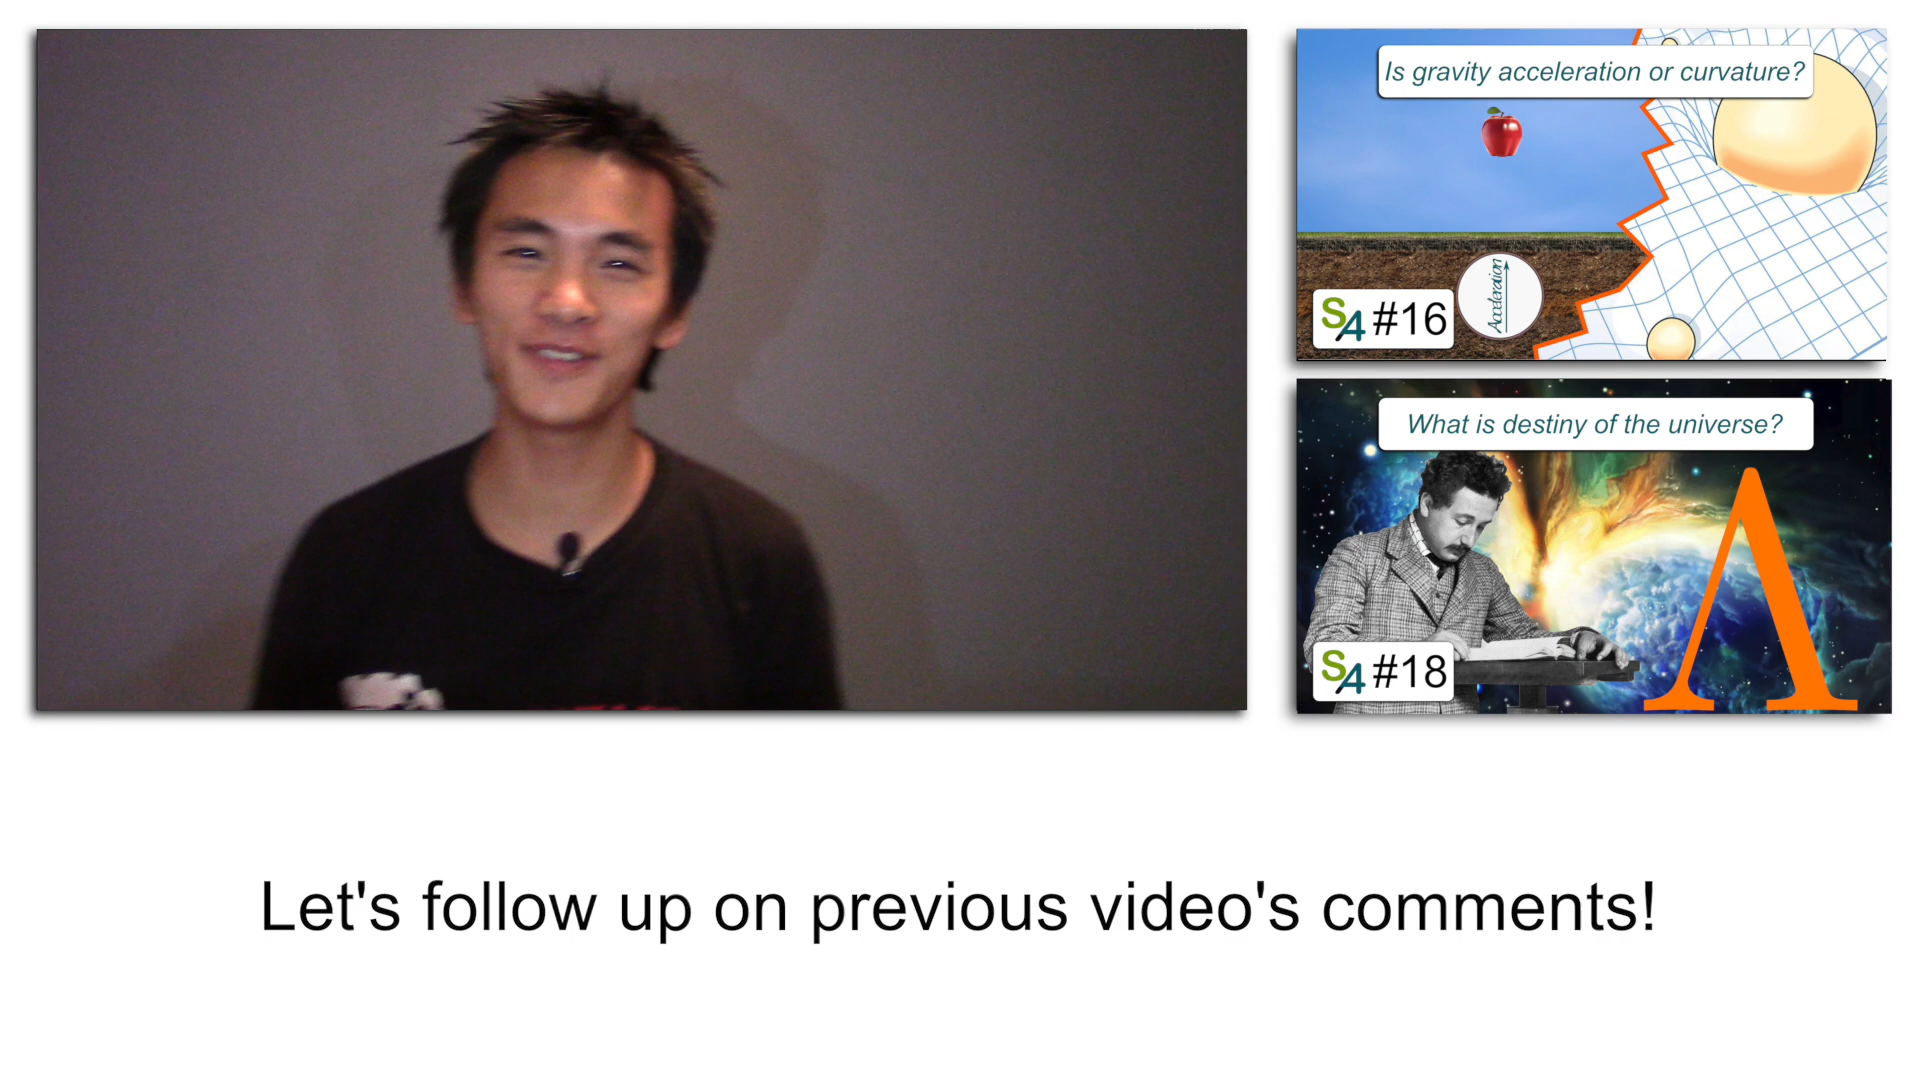 Is gravity acceleration or curvature?
Acceleration
S4 #16
What is destiny of the universe?
S4 #18
Λ
Let's follow up on previous video's comments!